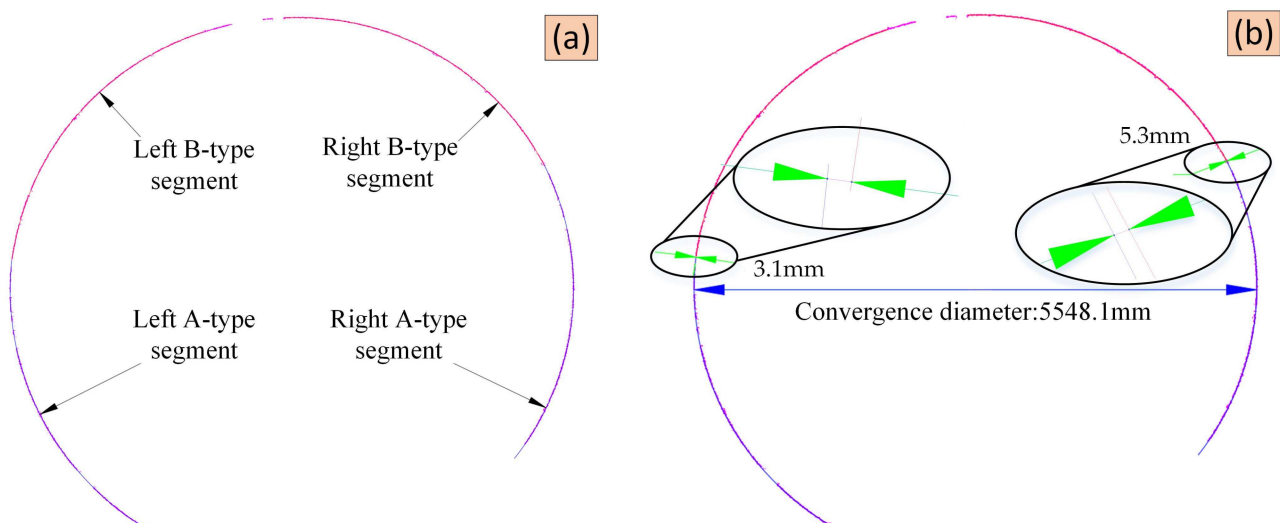 (a)
Left B-type
segment
Right B-type
segment
Left A-type
segment
Right A-type
segment
(b)
5.3mm
3.1mm
Convergence diameter:5548.1mm